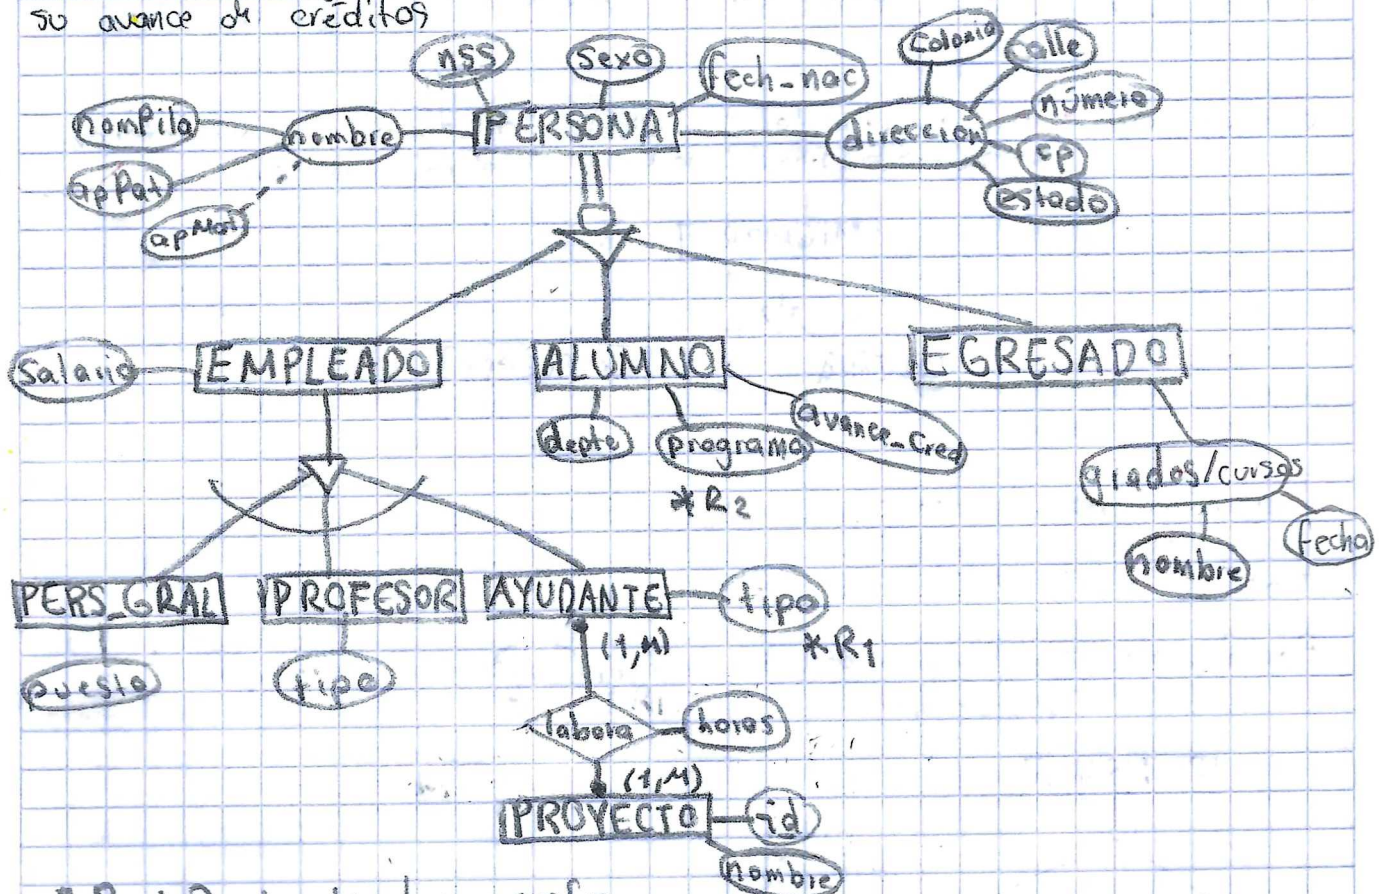 su avance de créditos
nss
sexo
fech_nac
Colonia
calle
número
cp
estado
dirección
nomPila
apPat
apMat
nombre
PERSONA
salario
EMPLEADO
ALUMNO
EGRESADO
depto
programa
avance_Cred
*R2
grados/cursos
nombre
fecha
PERS_GRAL
PROFESOR
AYUDANTE
tipo
*R1
puesto
tipo
(1,M)
labora
horas
(1,M)
PROYECTO
id
nombre